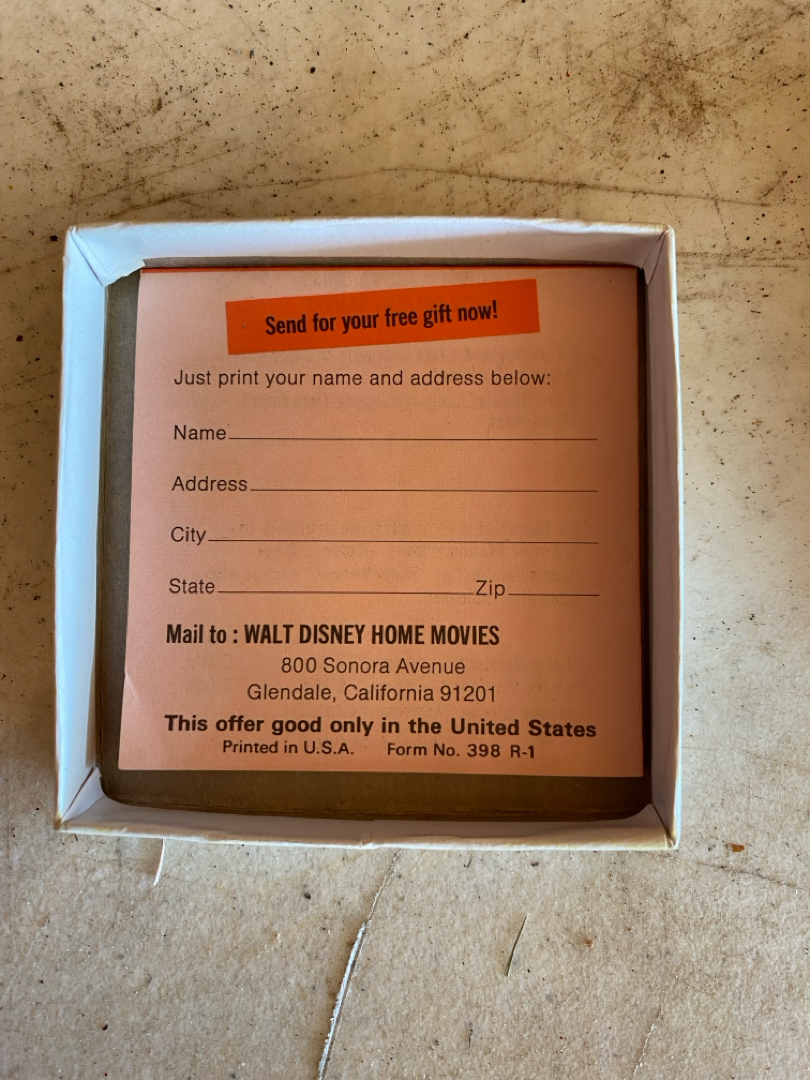 Send for your free gift now!
Just print your name and address below:
Name
Address
City
State Zip
Mail to : WALT DISNEY HOME MOVIES
800 Sonora Avenue
Glendale, California 91201
This offer good only in the United States
Printed in U.S.A. Form No. 398 R-1